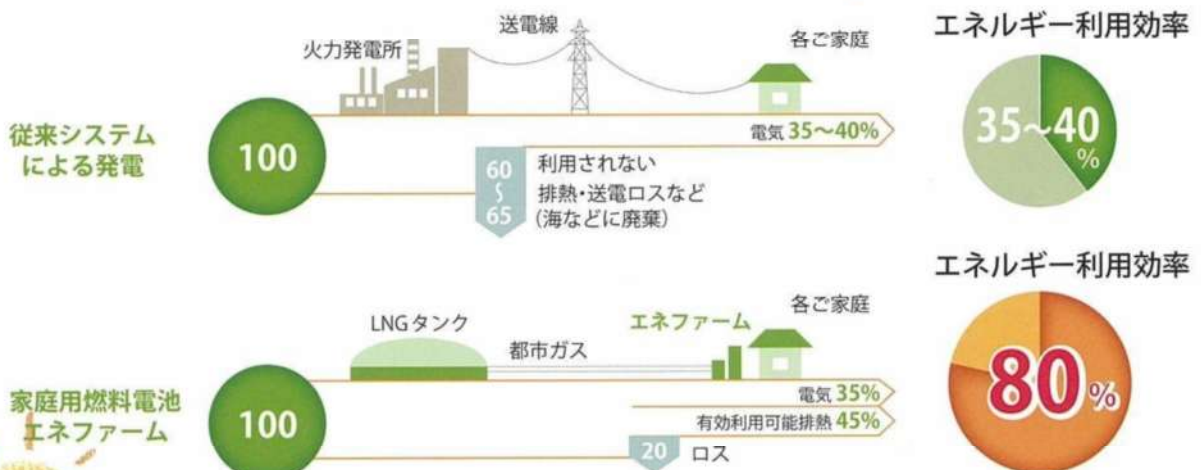 火力発電所
送電線
各ご家庭
エネルギー利用効率
従来システム
による発電
100
電気 35〜40%
35〜40
%
60
〜
65
利用されない
排熱・送電ロスなど
(海などに廃棄)
エネルギー利用効率
LNGタンク
都市ガス
エネファーム
各ご家庭
家庭用燃料電池
エネファーム
100
電気 35%
有効利用可能排熱 45%
20 ロス
80%